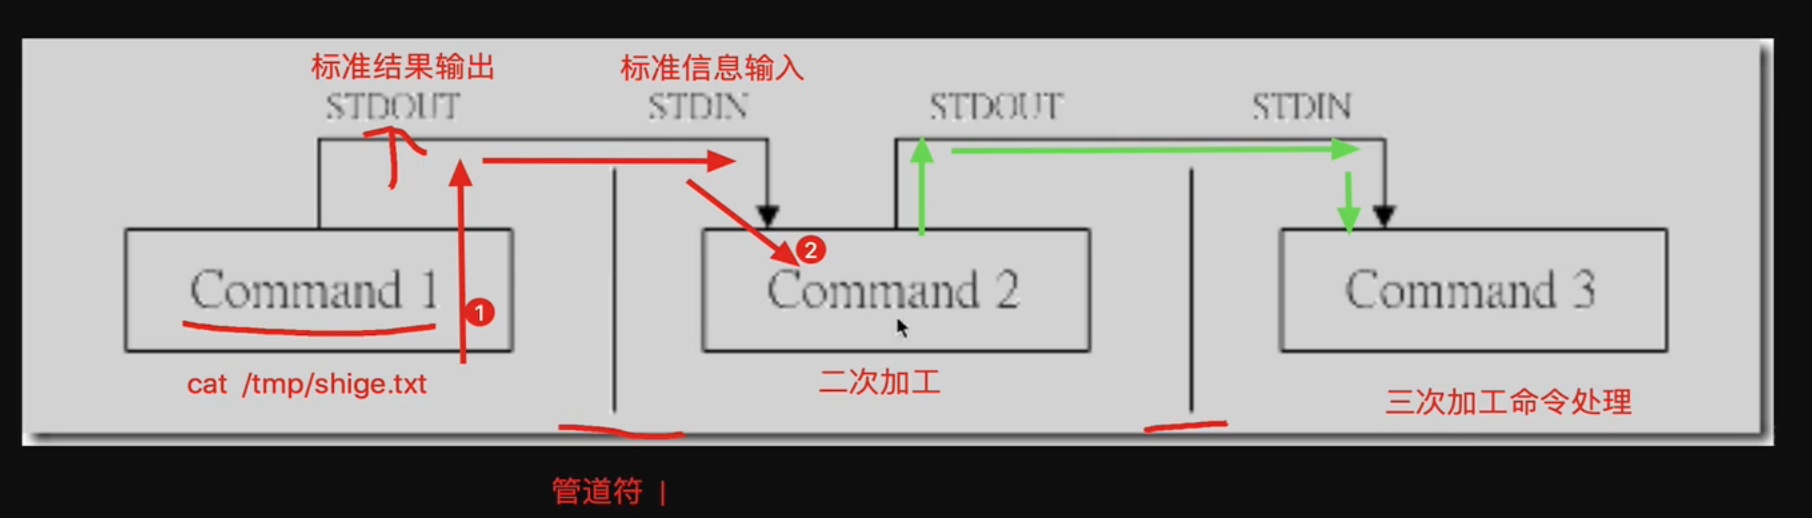 标准结果输出 标准信息输入
STDOUT STDIN STDOUT STDIN
Command 1 Command 2 Command 3
1 2
cat /tmp/shige.txt 二次加工 三次加工命令处理
管道符 |